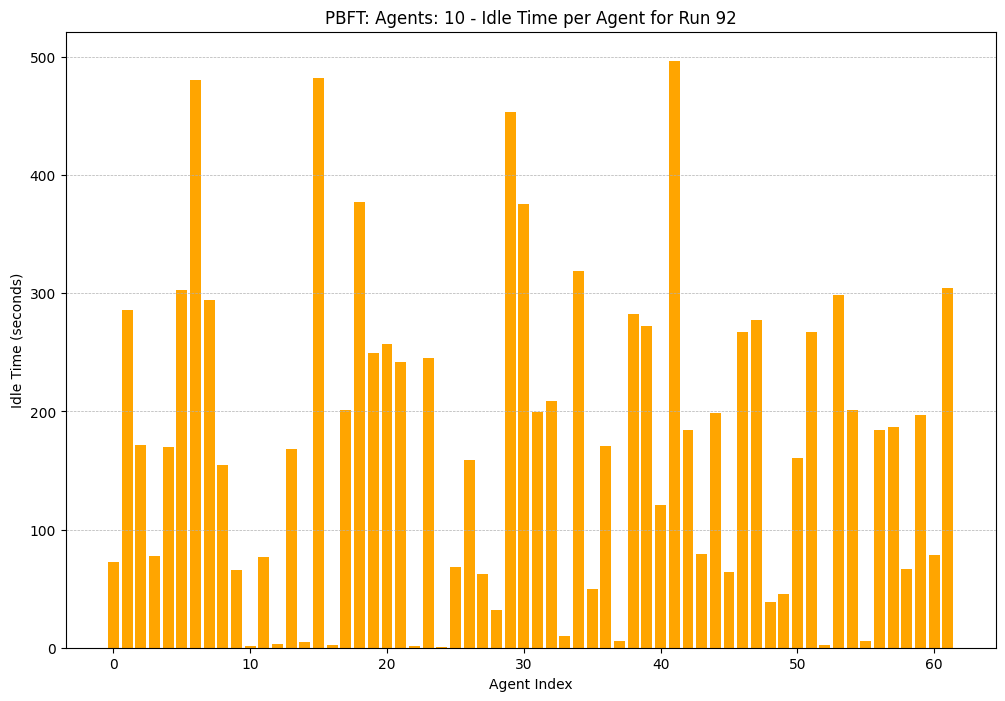 PBFT: Agents: 10 - Idle Time per Agent for Run 92
500
400
300
200
100
0
Idle Time (seconds)
0 10 20 30 40 50 60
Agent Index